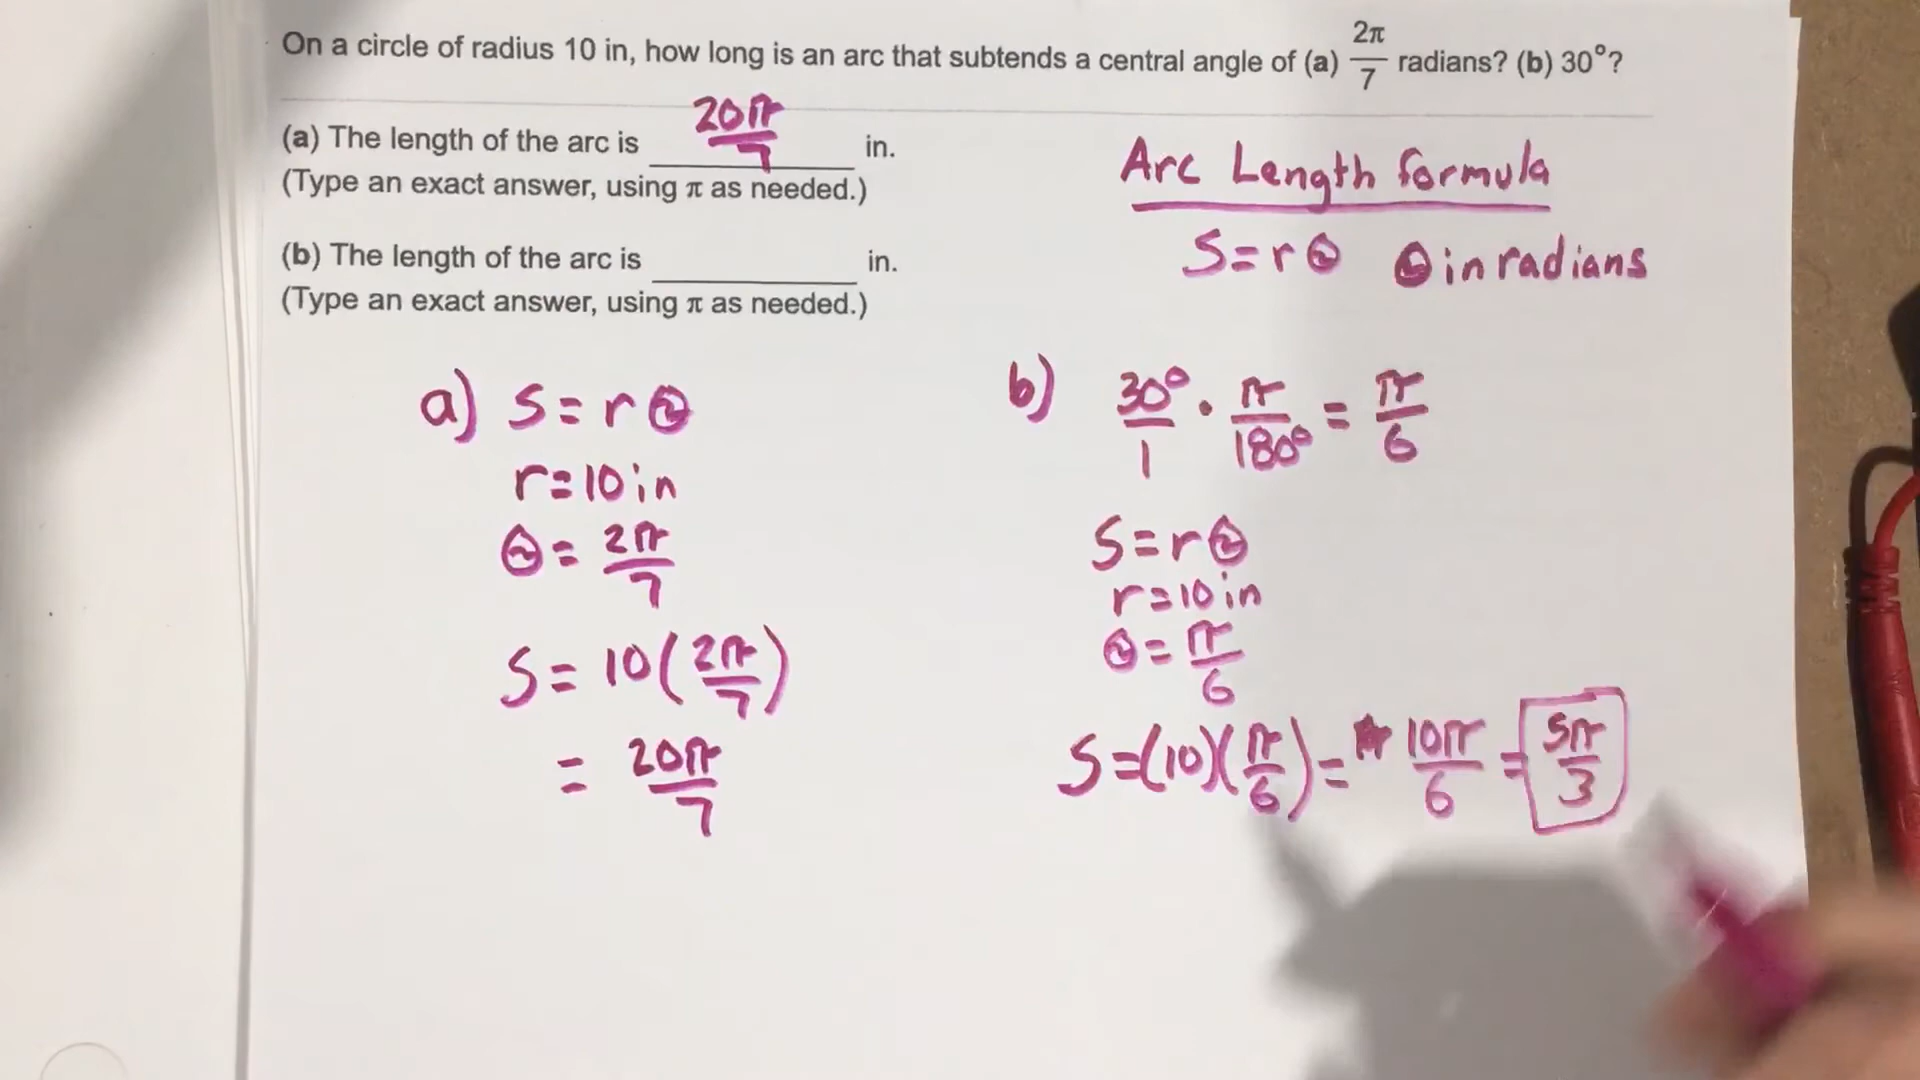 On a circle of radius 10 in, how long is an arc that subtends a central angle of (a) 2π/7 radians? (b) 30°?
(a) The length of the arc is 20π/7 in.
(Type an exact answer, using π as needed.)
(b) The length of the arc is ____ in.
(Type an exact answer, using π as needed.)
Arc Length formula
S=rθ θ in radians
a) S=rθ
r=10in
θ=2π/7
S=10(2π/7)
=20π/7
b) 30°/1 · π/180° = π/6
S=rθ
r=10in
θ=π/6
S=(10)(π/6)=10π/6=5π/3